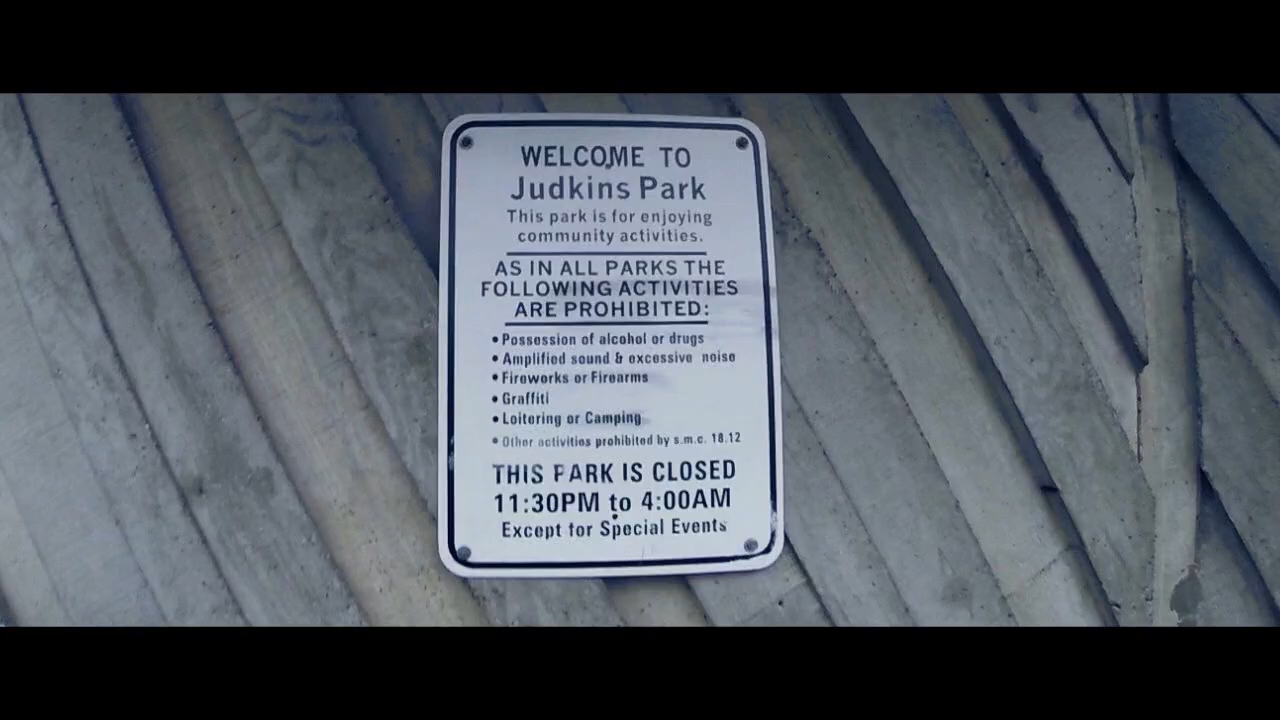 WELCOME TO
Judkins Park
This park is for enjoying
community activities.
AS IN ALL PARKS THE
FOLLOWING ACTIVITIES
ARE PROHIBITED:
• Possession of alcohol or drugs
• Amplified sound & excessive noise
• Fireworks or Firearms
• Graffiti
• Loitering or Camping
• Other activities prohibited by s.m.c. 18.12
THIS PARK IS CLOSED
11:30PM to 4:00AM
Except for Special Events